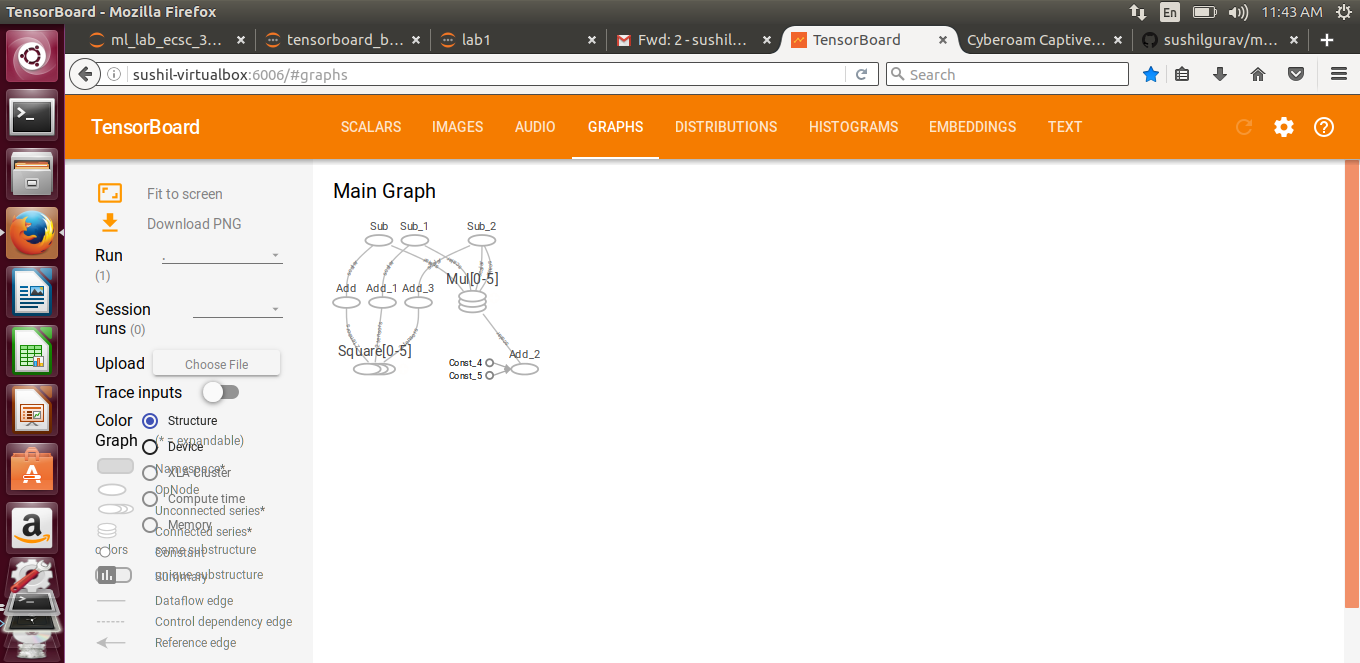 TensorBoard - Mozilla Firefox
En
11:43 AM
ml_lab_ecsc_3... ×
tensorboard_b... ×
lab1 ×
Fwd: 2 - sushil... ×
TensorBoard ×
Cyberoam Captive... ×
sushilgurav/m... ×
sushil-virtualbox:6006/#graphs
Search
TensorBoard
SCALARS
IMAGES
AUDIO
GRAPHS
DISTRIBUTIONS
HISTOGRAMS
EMBEDDINGS
TEXT
Fit to screen
Download PNG
Run
(1)
.
Session
runs (0)
Upload
Choose File
Trace inputs
Color
Graph
Structure
(* = expandable)
Device
Namespace*
XLA Cluster
OpNode
Compute time
Unconnected series*
Memory
Connected series*
colors
same substructure
Constant
unique substructure
Summary
Dataflow edge
Control dependency edge
Reference edge
Main Graph
Sub
Sub_1
Sub_2
Mul[0-5]
Add
Add_1
Add_3
Square[0-5]
Add_2
Const_4
Const_5